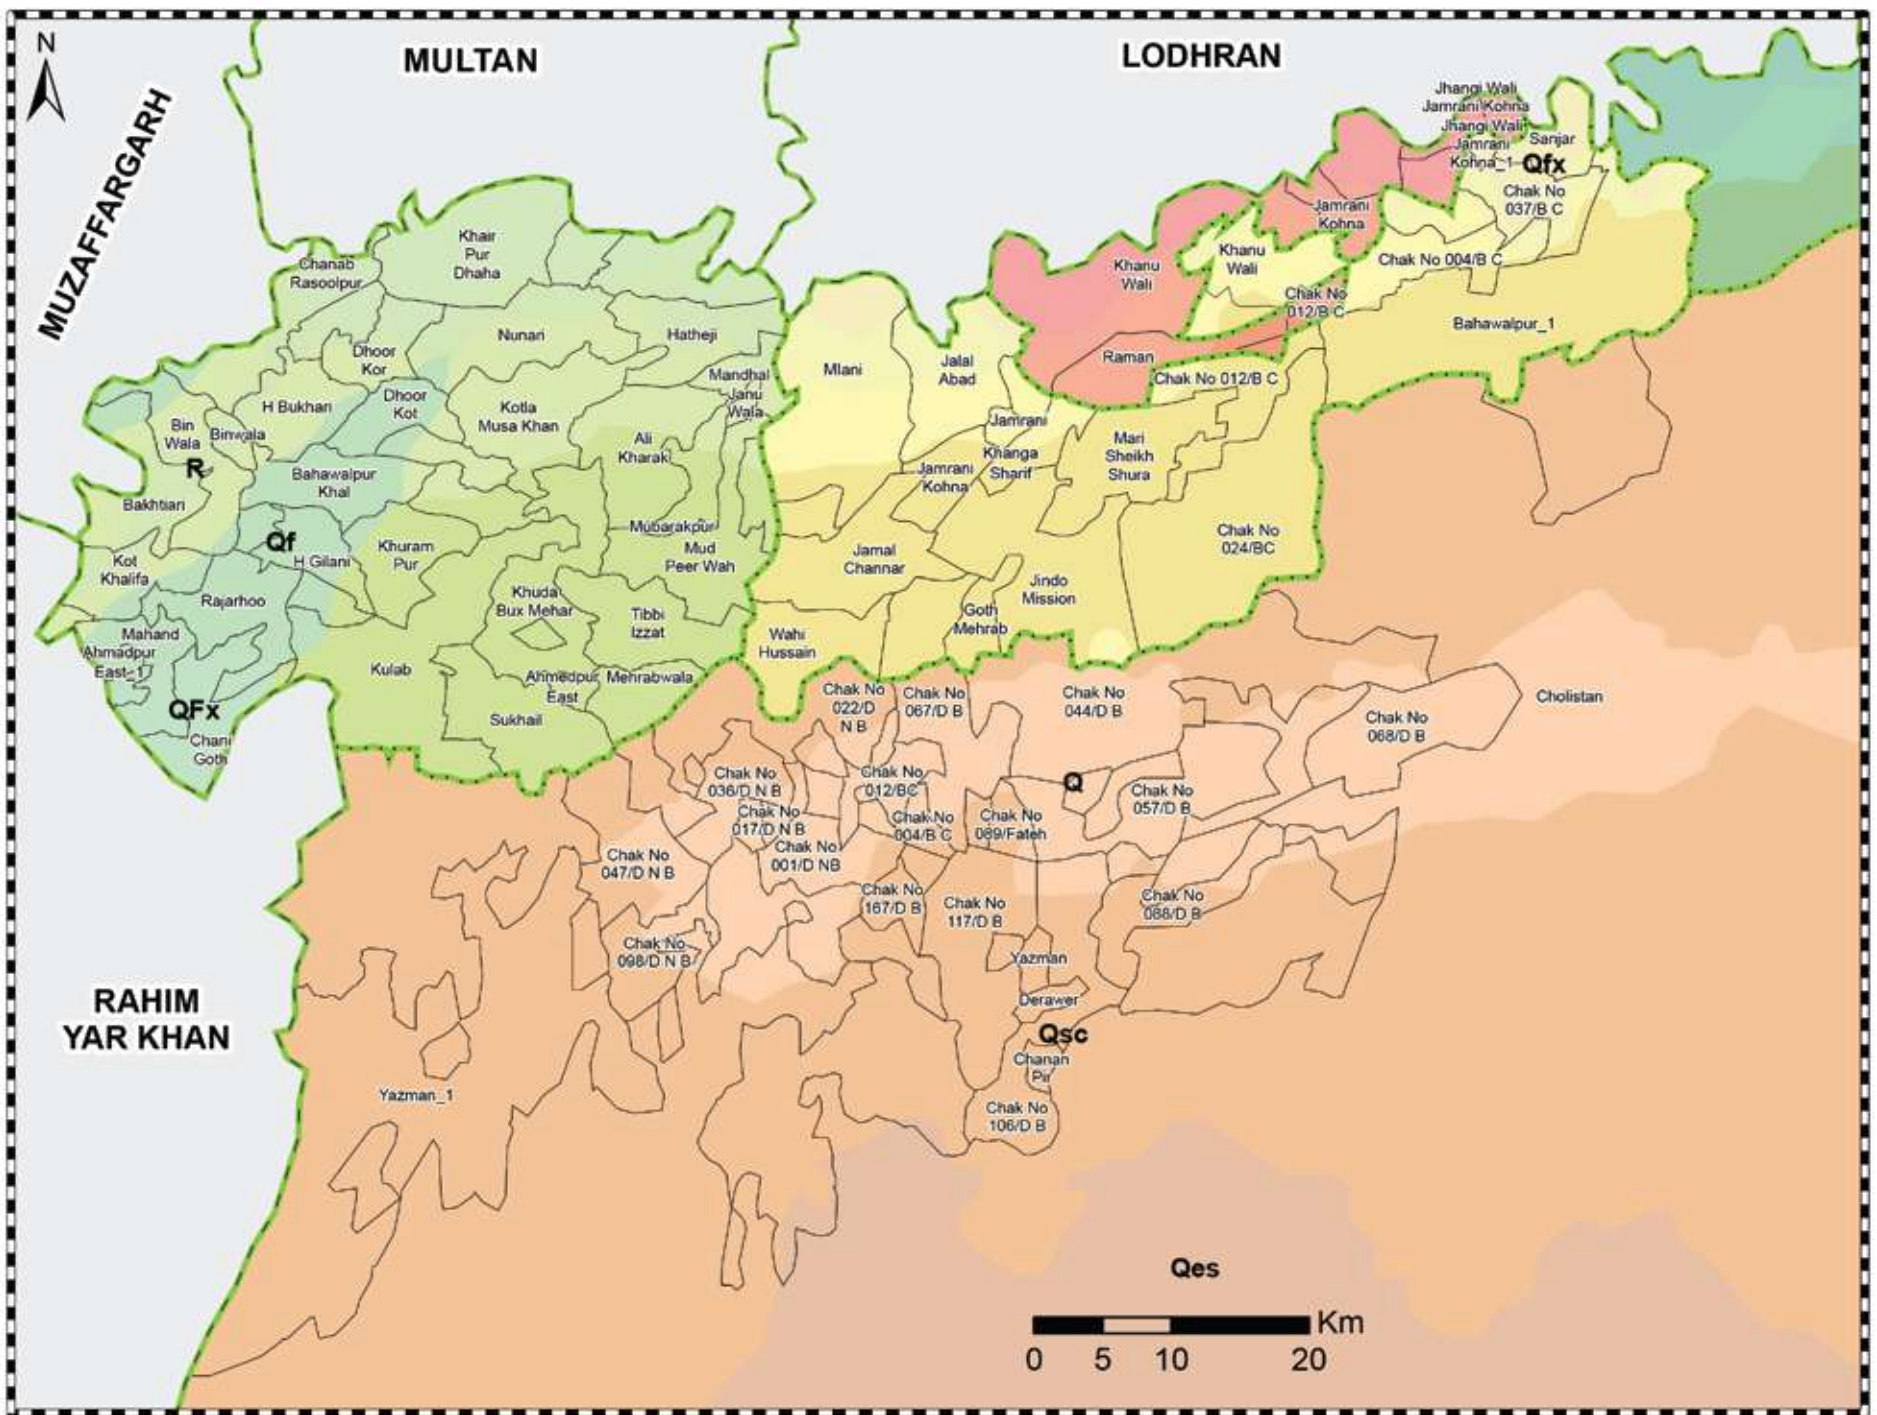 N
MULTAN
LODHRAN
MUZAFFARGARH
RAHIM
YAR KHAN
Jhangi Wali
Jamrani Kohna
Jhangi Wali
Jamrani
Kohna_1
Sanjar
Qfx
Chak No
037/B C
Jamrani
Kohna
Khanu
Wali
Khanu
Wali
Chak No 004/B C
Chak No
012/B C
Bahawalpur_1
Raman
Chak No 012/B C
Khair
Pur
Dhaha
Chanab
Rasoolpur
Nunari
Hatheji
Dhoor
Kor
Mandhal
Janu
Wala
Mlani
Jalal
Abad
H Bukhari
Dhoor
Kot
Kotla
Musa Khan
Bin
Wala
Binwala
R
Ali
Kharak
Jamrani
Khanga
Sharif
Jamrani
Kohna
Mari
Sheikh
Shura
Bahawalpur
Khal
Bakhtiari
Qf
H Gilani
Khuram
Pur
Mubarakpur
Mud
Peer Wah
Jamal
Channar
Chak No
024/BC
Kot
Khalifa
Rajarhoo
Khuda
Bux Mehar
Tibbi
Izzat
Jindo
Mission
Goth
Mehrab
Wahi
Hussain
Mahand
Ahmadpur
East_1
Kulab
Ahmedpur
East
Mehrabwala
Sukhail
QFx
Chani
Goth
Chak No
022/D
N B
Chak No
067/D B
Chak No
044/D B
Cholistan
Chak No
068/D B
Chak No
036/D N B
Chak No
012/BC
Q
Chak No
057/D B
Chak No
017/D N B
Chak No
004/B C
Chak No
089/Fateh
Chak No
001/D NB
Chak No
047/D N B
Chak No
167/D B
Chak No
117/D B
Chak No
088/D B
Chak No
098/D N B
Yazman
Derawer
Qsc
Chanan
Pir
Yazman_1
Chak No
106/D B
Qes
Km
0 5 10 20